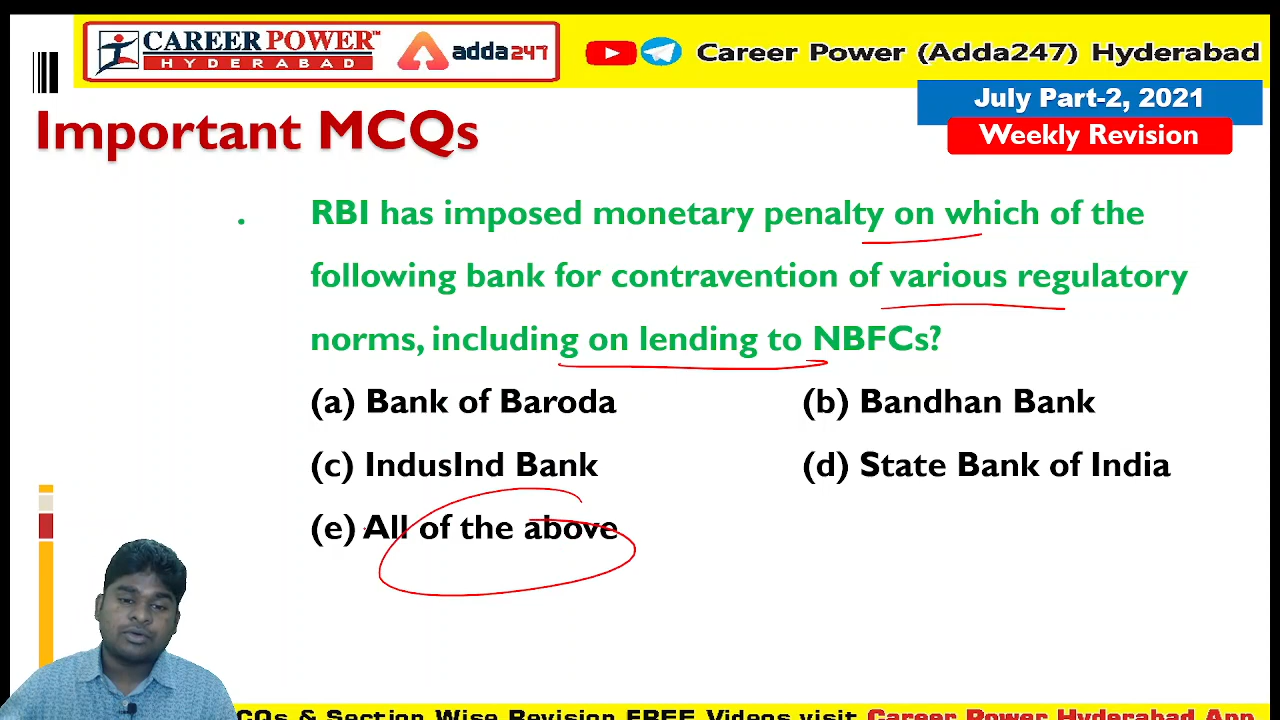 CAREER POWER™
HYDERABAD
adda247
Career Power (Adda247) Hyderabad
July Part-2, 2021
Weekly Revision
Important MCQs
. RBI has imposed monetary penalty on which of the
following bank for contravention of various regulatory
norms, including on lending to NBFCs?
(a) Bank of Baroda (b) Bandhan Bank
(c) IndusInd Bank (d) State Bank of India
(e) All of the above
CQs & Section Wise Revision FREE Videos visit Career Power Hyderabad App